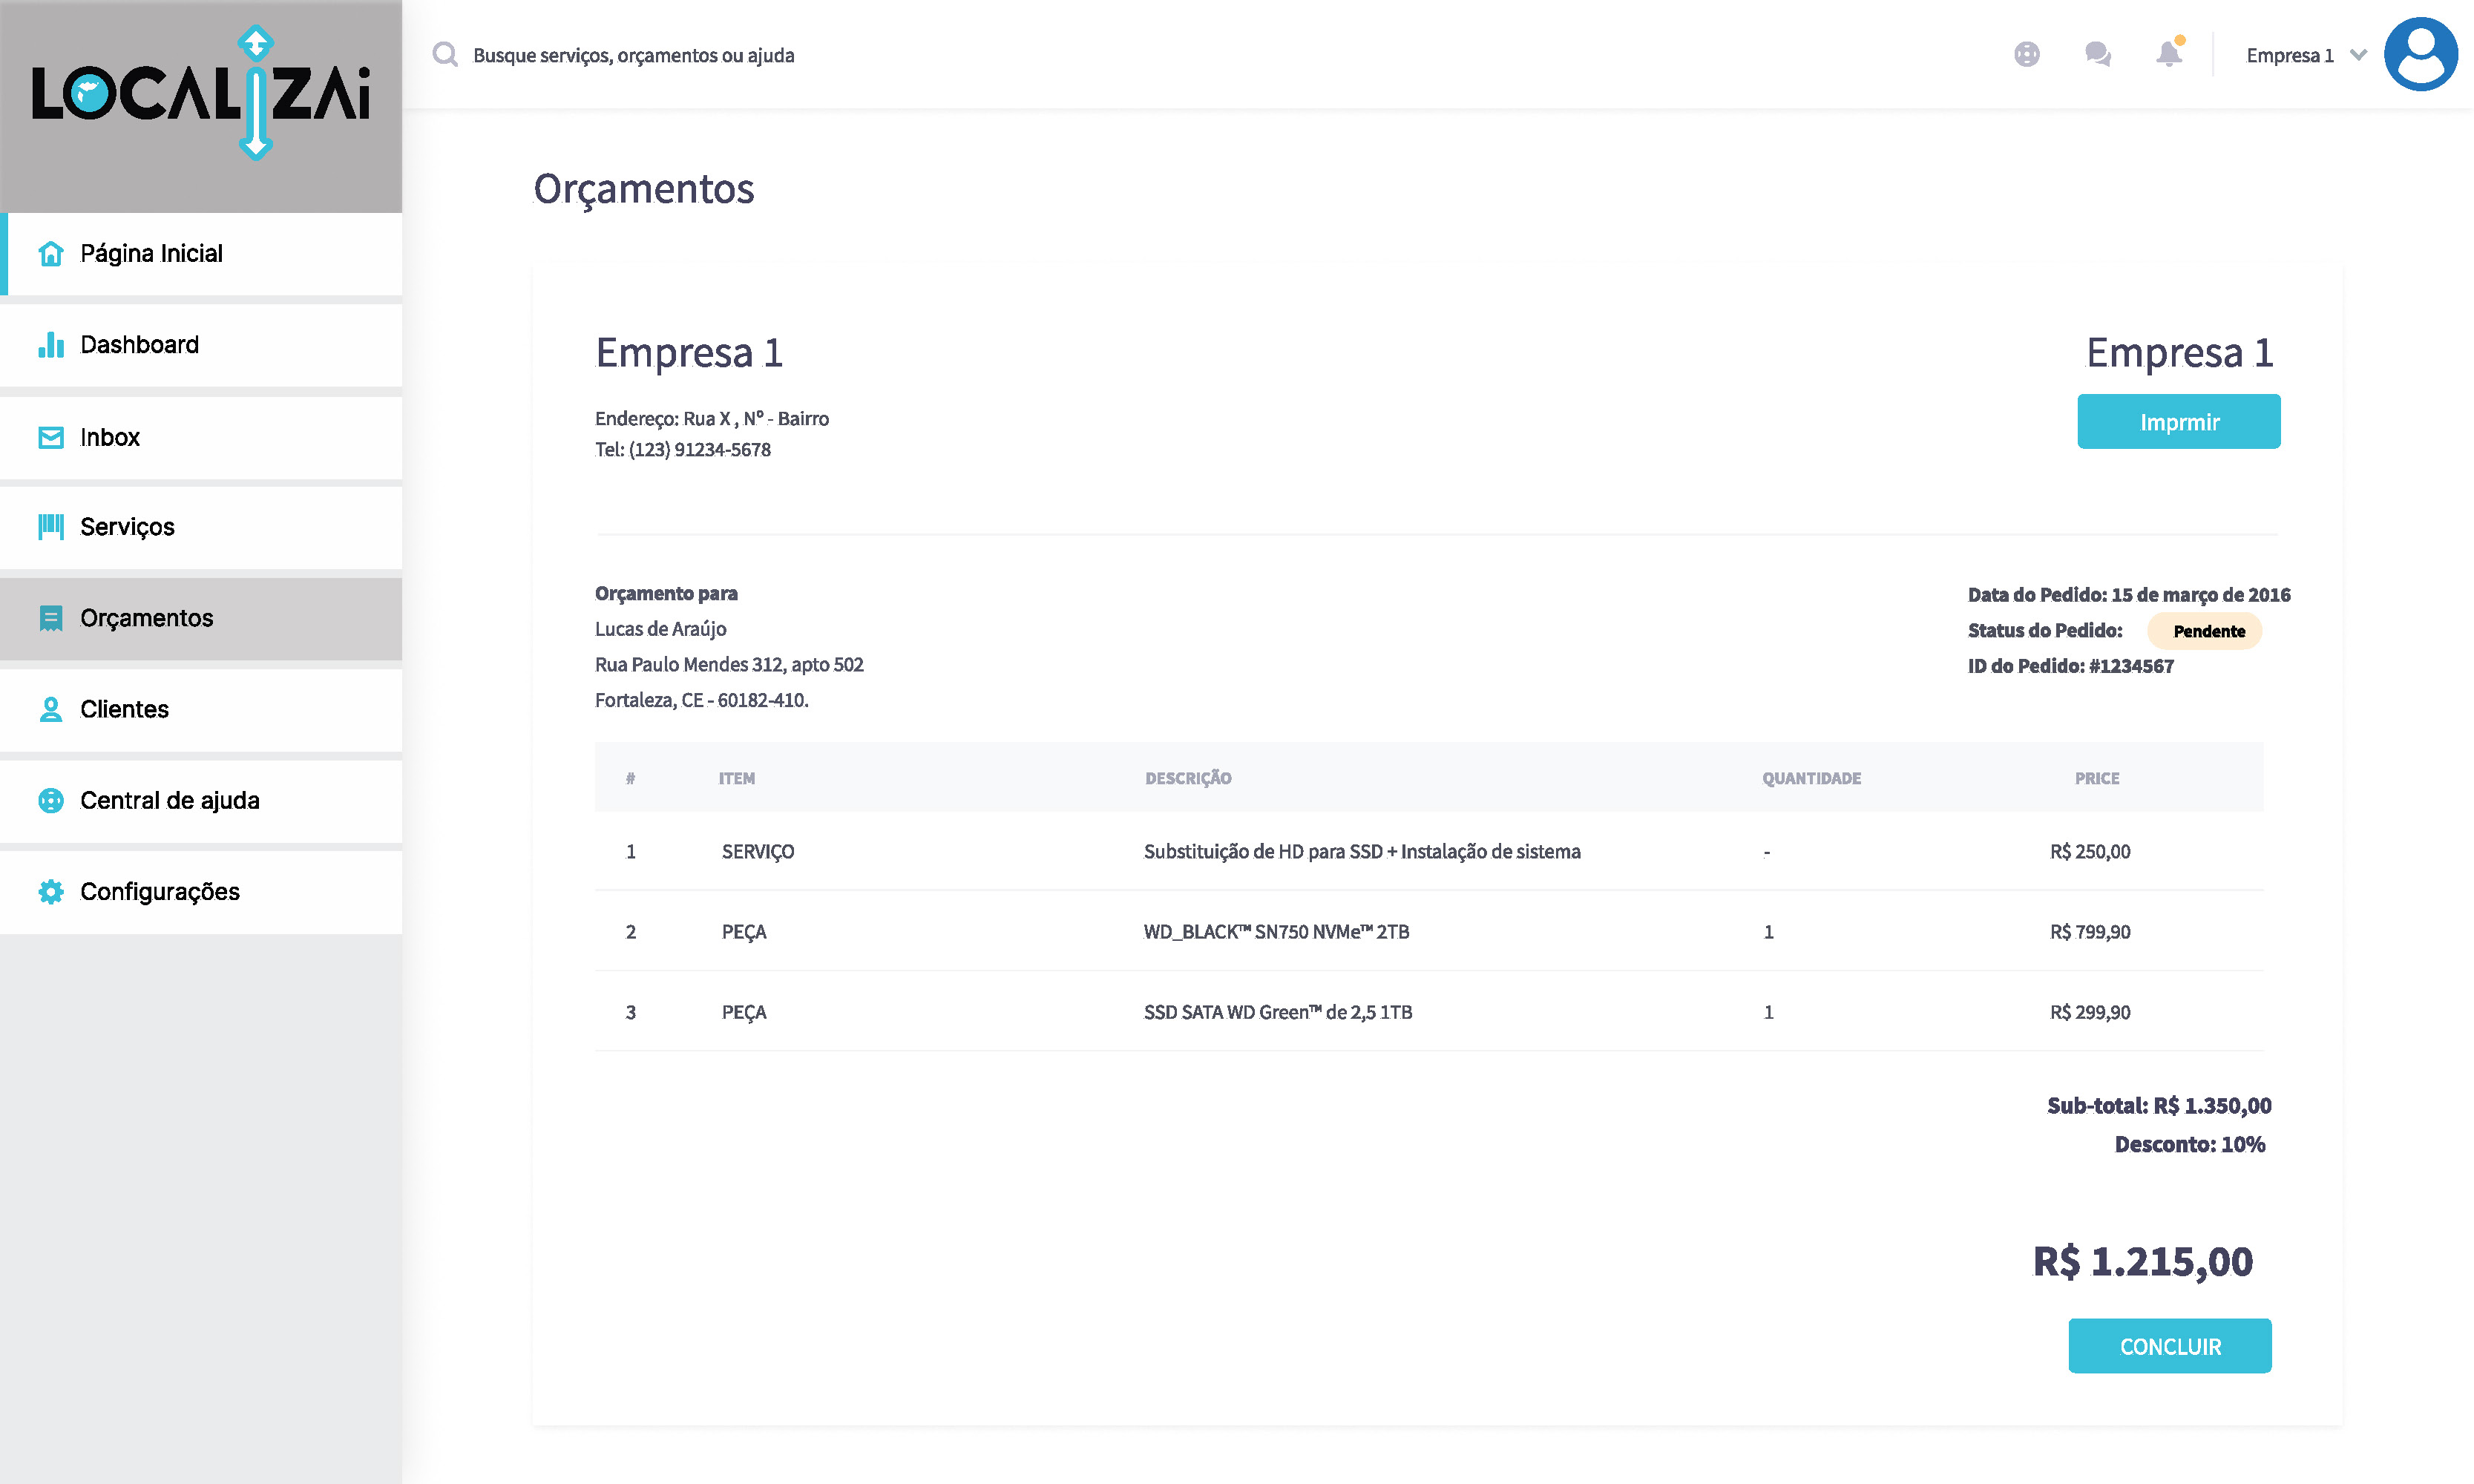 LOCALiZAi
Busque serviços, orçamentos ou ajuda
Empresa 1
Página Inicial
Dashboard
Inbox
Serviços
Orçamentos
Clientes
Central de ajuda
Configurações
Orçamentos
Empresa 1
Endereço: Rua X , Nº - Bairro
Tel: (123) 91234-5678
Empresa 1
Imprmir
Orçamento para
Lucas de Araújo
Rua Paulo Mendes 312, apto 502
Fortaleza, CE - 60182-410.
Data do Pedido: 15 de março de 2016
Status do Pedido: Pendente
ID do Pedido: #1234567
# ITEM DESCRIÇÃO QUANTIDADE PRICE
1 SERVIÇO Substituição de HD para SSD + Instalação de sistema - R$ 250,00
2 PEÇA WD_BLACK™ SN750 NVMe™ 2TB 1 R$ 799,90
3 PEÇA SSD SATA WD Green™ de 2,5 1TB 1 R$ 299,90
Sub-total: R$ 1.350,00
Desconto: 10%
R$ 1.215,00
CONCLUIR